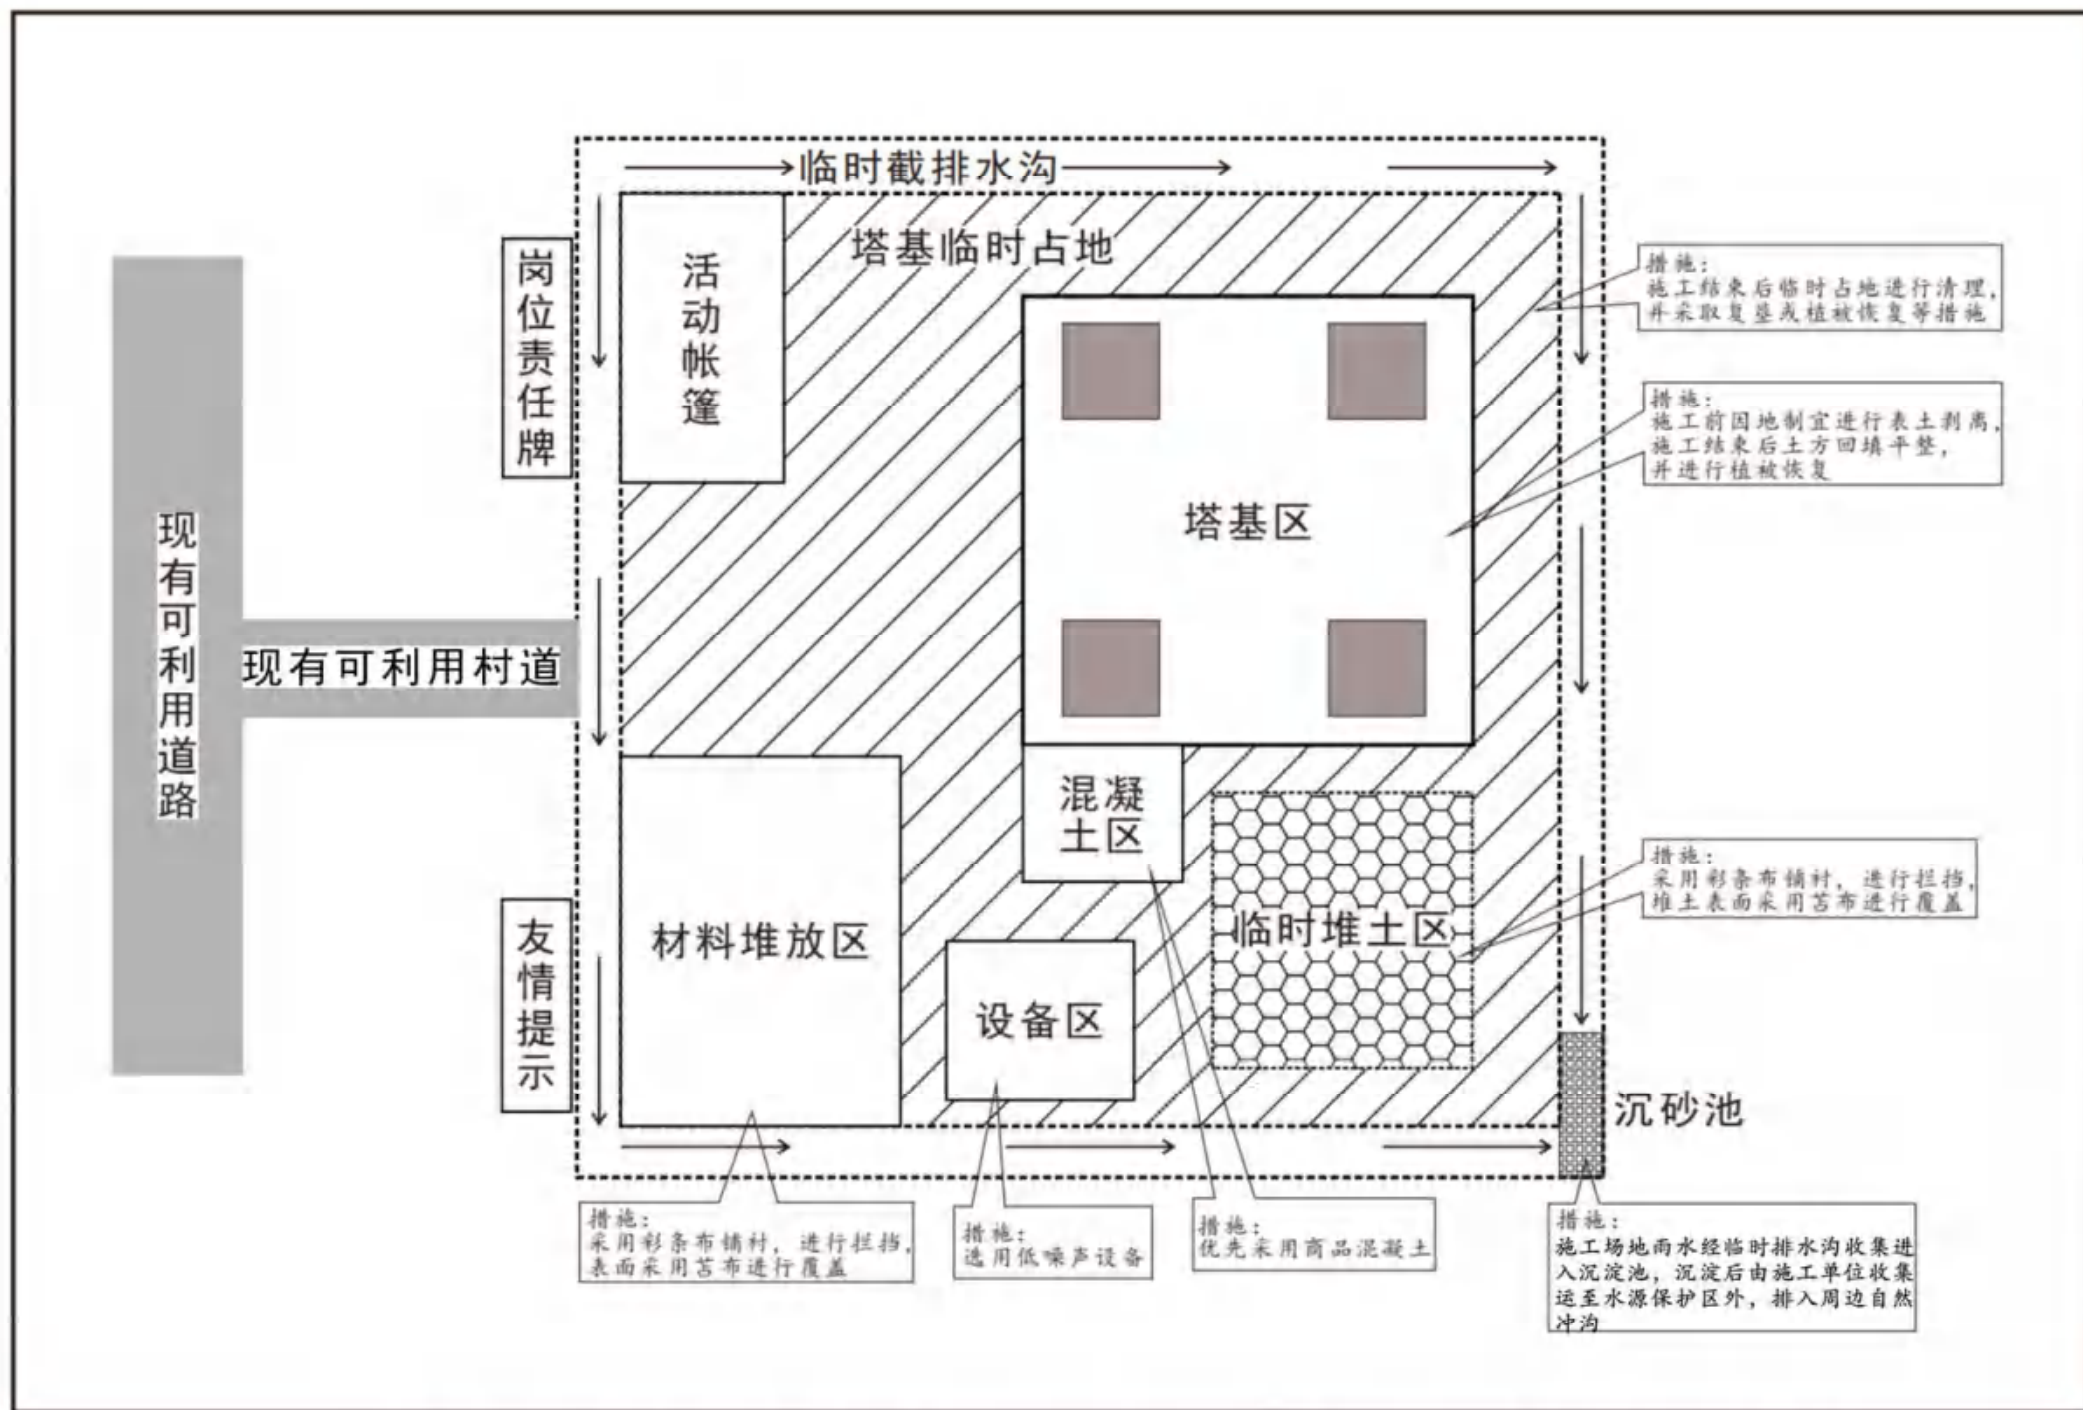 临时截排水沟
塔基临时占地
岗位责任牌
活动帐篷
措施：
施工结束后临时占地进行清理，
并采取复垦或植被恢复等措施
措施：
施工前因地制宜进行表土剥离，
施工结束后土方回填平整，
并进行植被恢复
塔基区
现有可利用道路
现有可利用村道
混凝
土区
措施：
采用彩条布铺衬，进行拦挡，
堆土表面采用苫布进行覆盖
友情提示
材料堆放区
临时堆土区
设备区
沉砂池
措施：
采用彩条布铺衬，进行拦挡，
表面采用苫布进行覆盖
措施：
选用低噪声设备
措施：
优先采用商品混凝土
措施：
施工场地雨水经临时排水沟收集进
入沉淀池，沉淀后由施工单位收集
运至水源保护区外，排入周边自然
冲沟